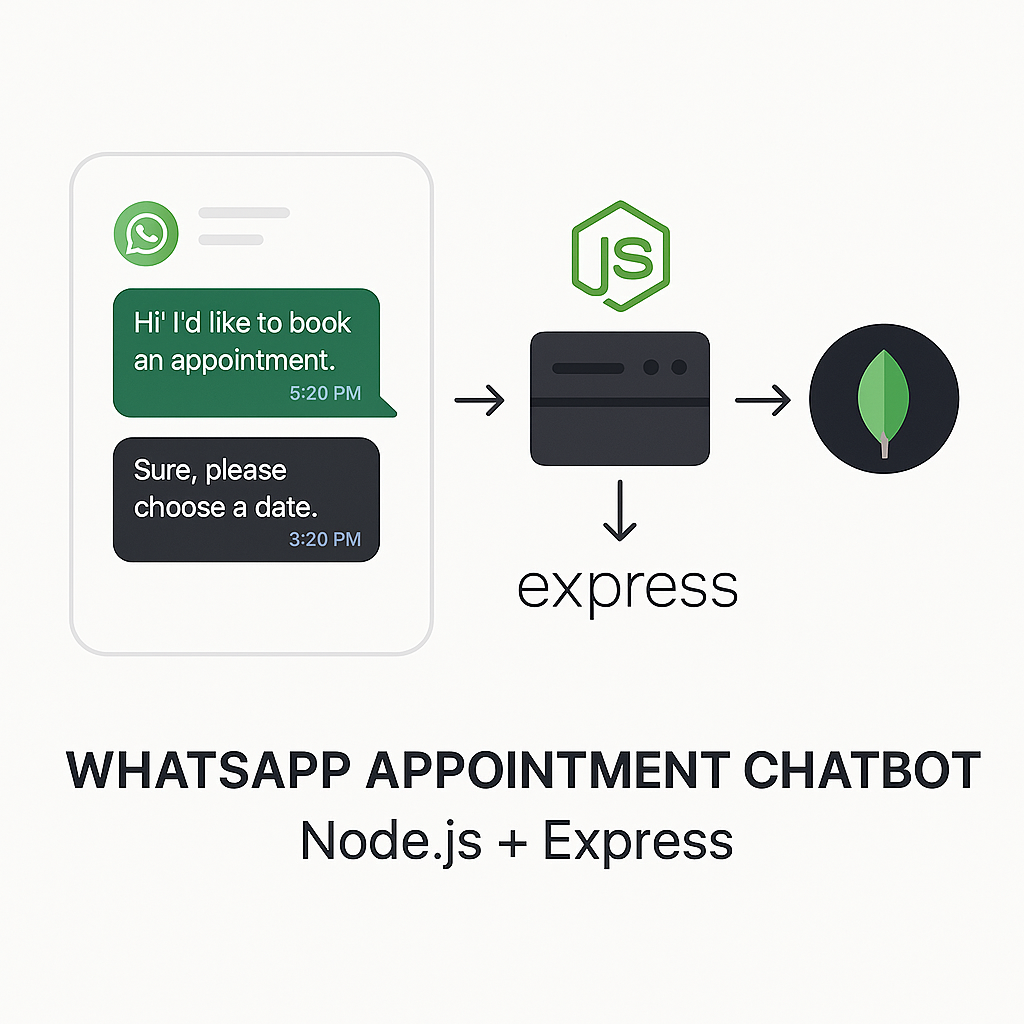 Hi' I'd like to book
an appointment.
5:20 PM
Sure, please
choose a date.
3:20 PM
JS
express
WHATSAPP APPOINTMENT CHATBOT
Node.js + Express